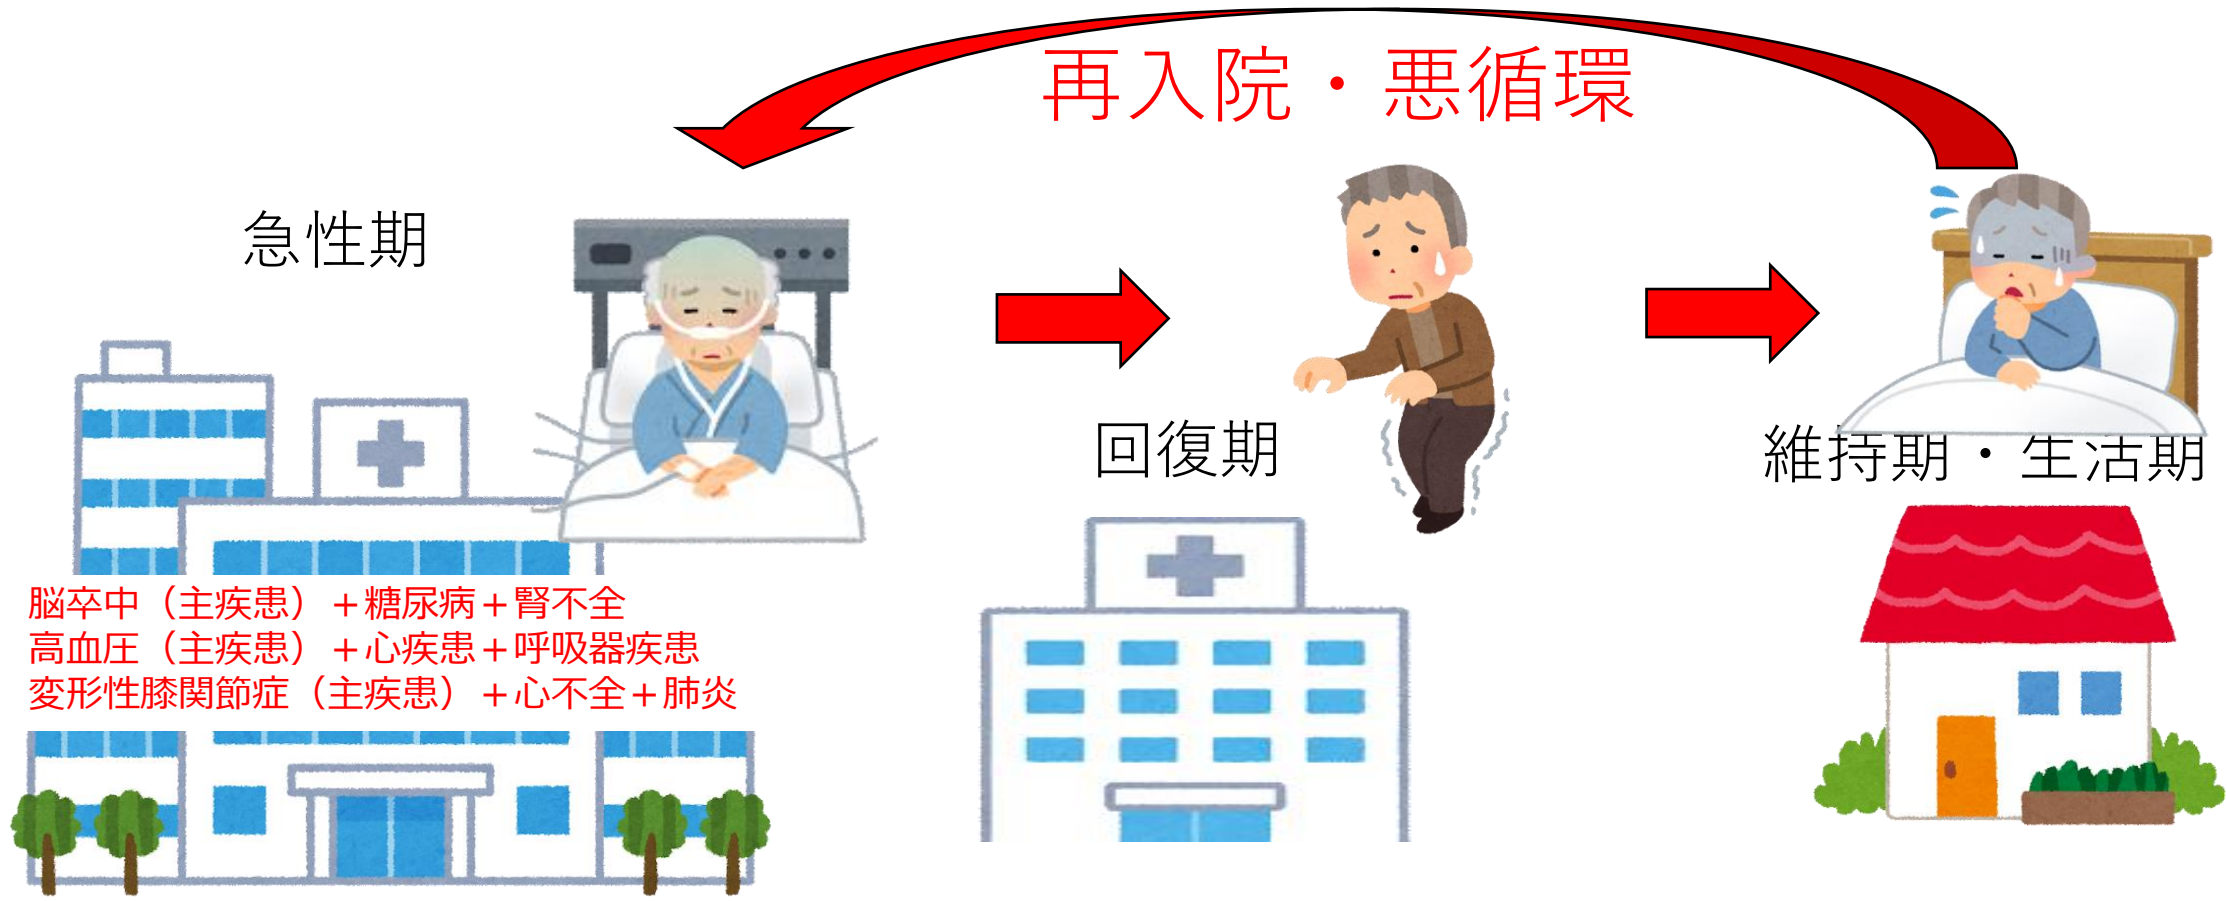 再入院・悪循環
急性期
回復期
維持期・生活期
脳卒中（主疾患）＋糖尿病＋腎不全
高血圧（主疾患）＋心疾患＋呼吸器疾患
変形性膝関節症（主疾患）＋心不全＋肺炎